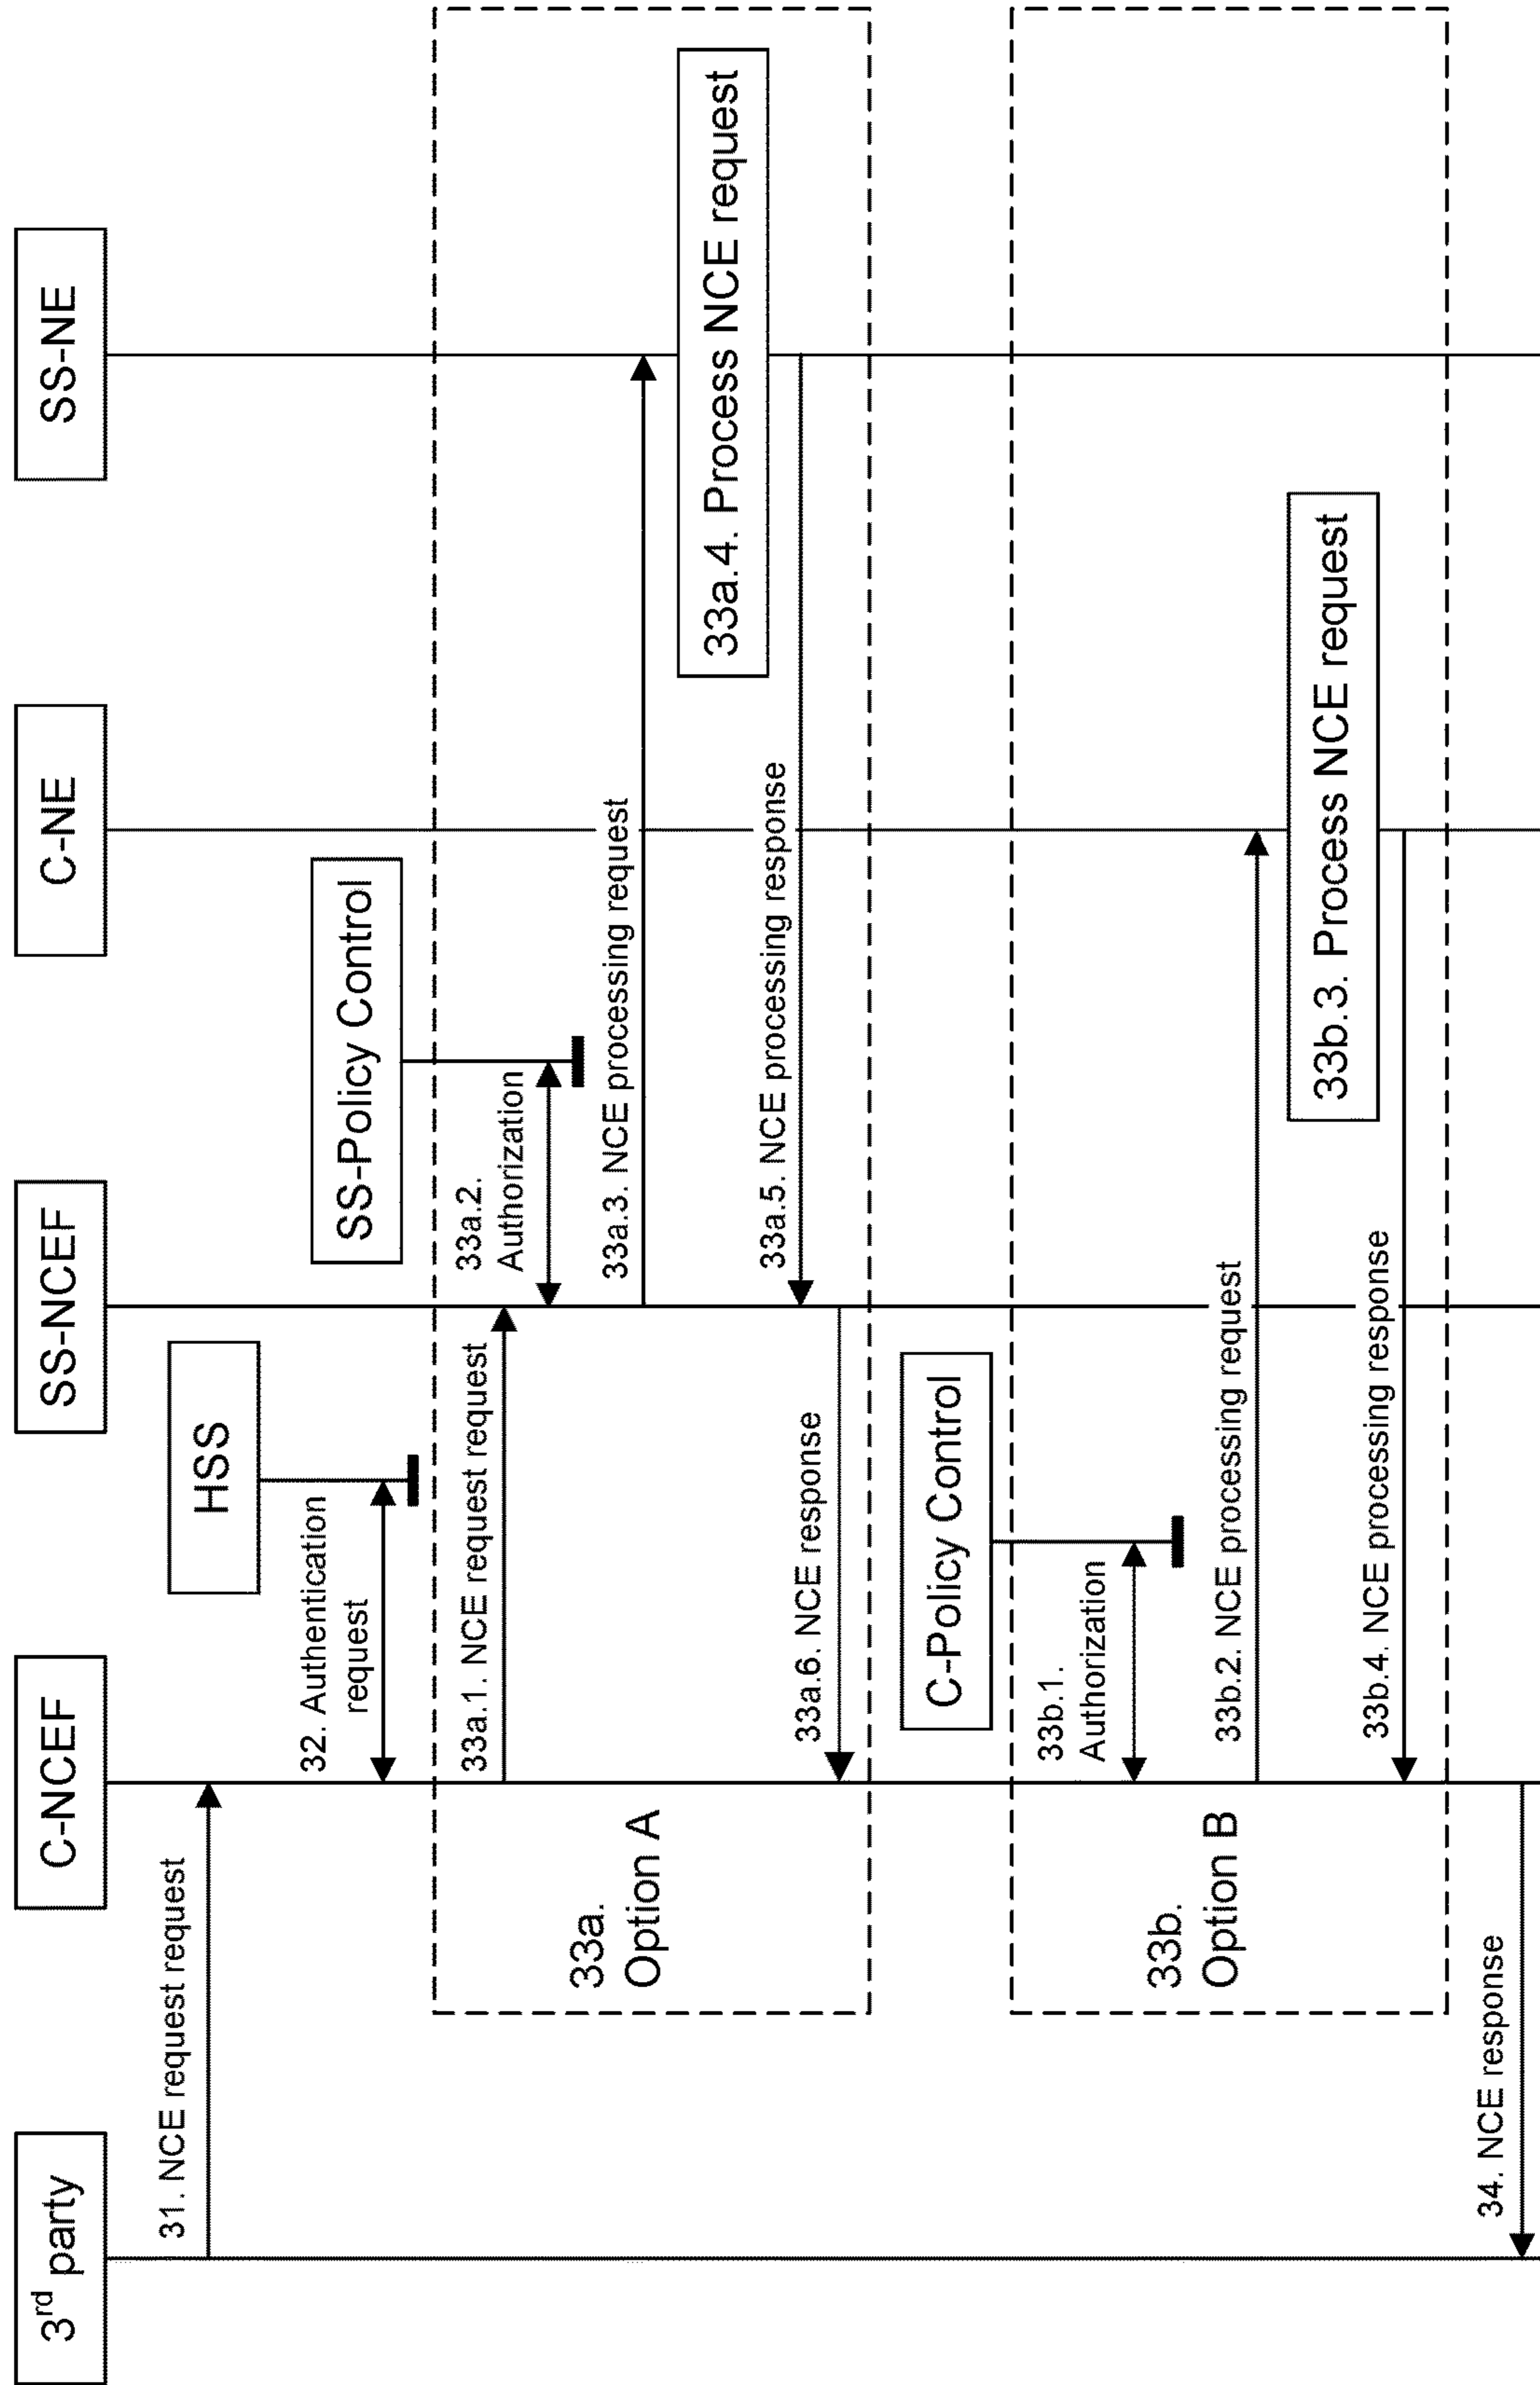 3rd party
C-NCEF
SS-NCEF
C-NE
SS-NE
31. NCE request request
HSS
32. Authentication
request
SS-Policy Control
33a.
Option A
33a.1. NCE request request
33a.2.
Authorization
33a.3. NCE processing request
33a.4. Process NCE request
33a.5. NCE processing response
33a.6. NCE response
C-Policy Control
33b.
Option B
33b.1.
Authorization
33b.2. NCE processing request
33b.3. Process NCE request
33b.4. NCE processing response
34. NCE response